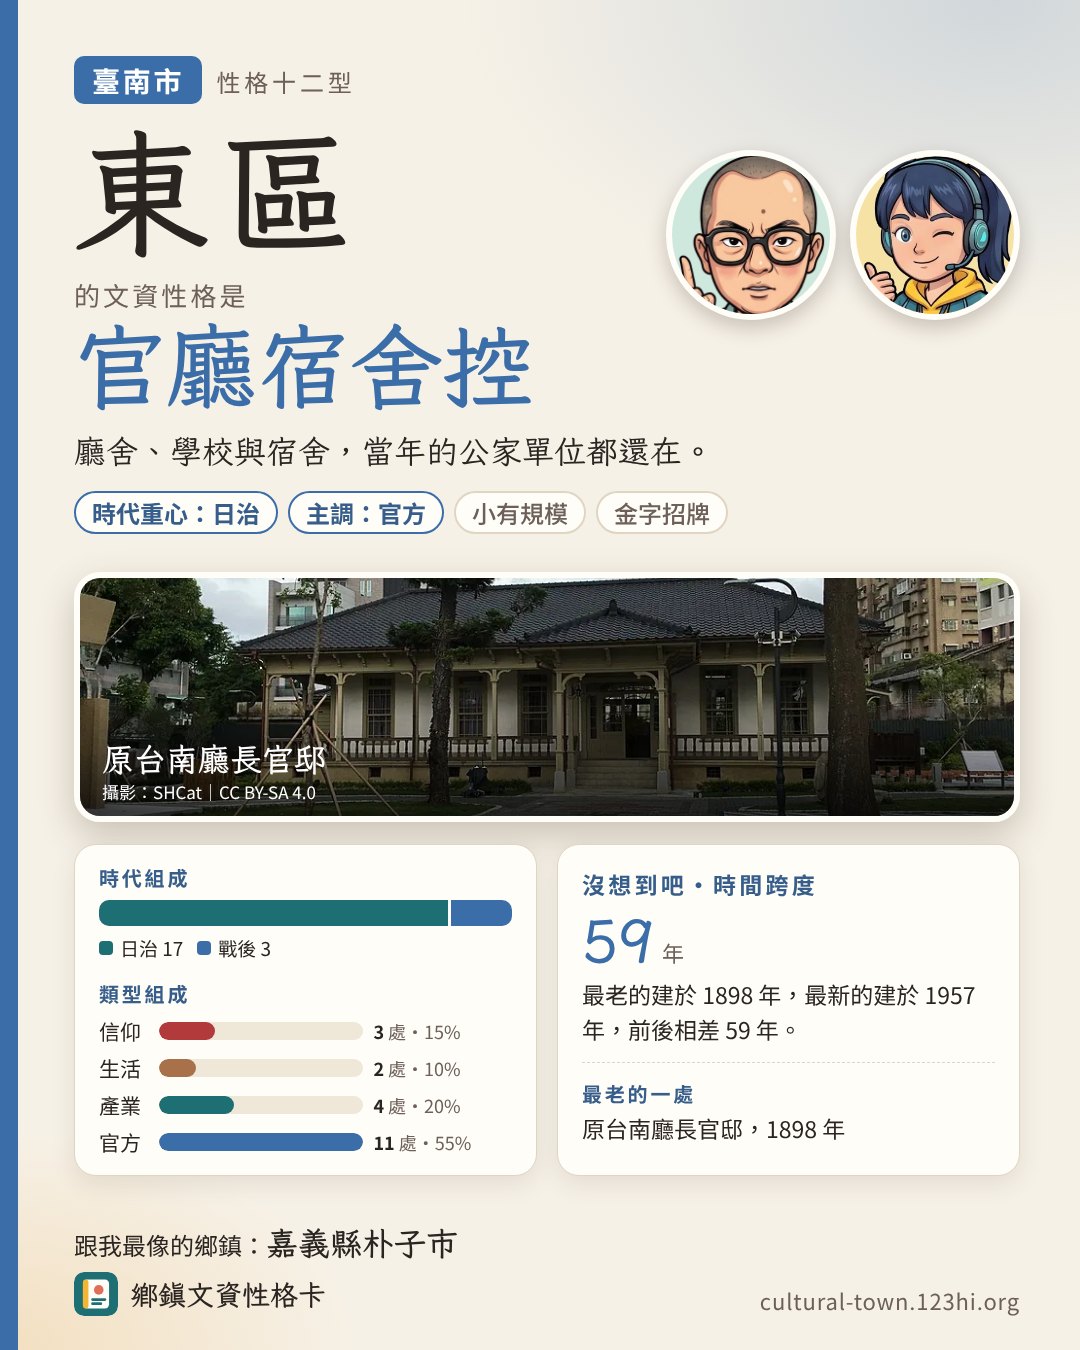 臺南市 性格十二型
東區
的文資性格是
官廳宿舍控
廳舍、學校與宿舍，當年的公家單位都還在。
時代重心：日治 主調：官方 小有規模 金字招牌
原台南廳長官邸
攝影：SHCat｜CC BY-SA 4.0
時代組成
日治 17 戰後 3
類型組成
信仰 3 處・15%
生活 2 處・10%
產業 4 處・20%
官方 11 處・55%
沒想到吧・時間跨度
59 年
最老的建於 1898 年，最新的建於 1957
年，前後相差 59 年。
最老的一處
原台南廳長官邸，1898 年
跟我最像的鄉鎮：嘉義縣朴子市
鄉鎮文資性格卡
cultural-town.123hi.org